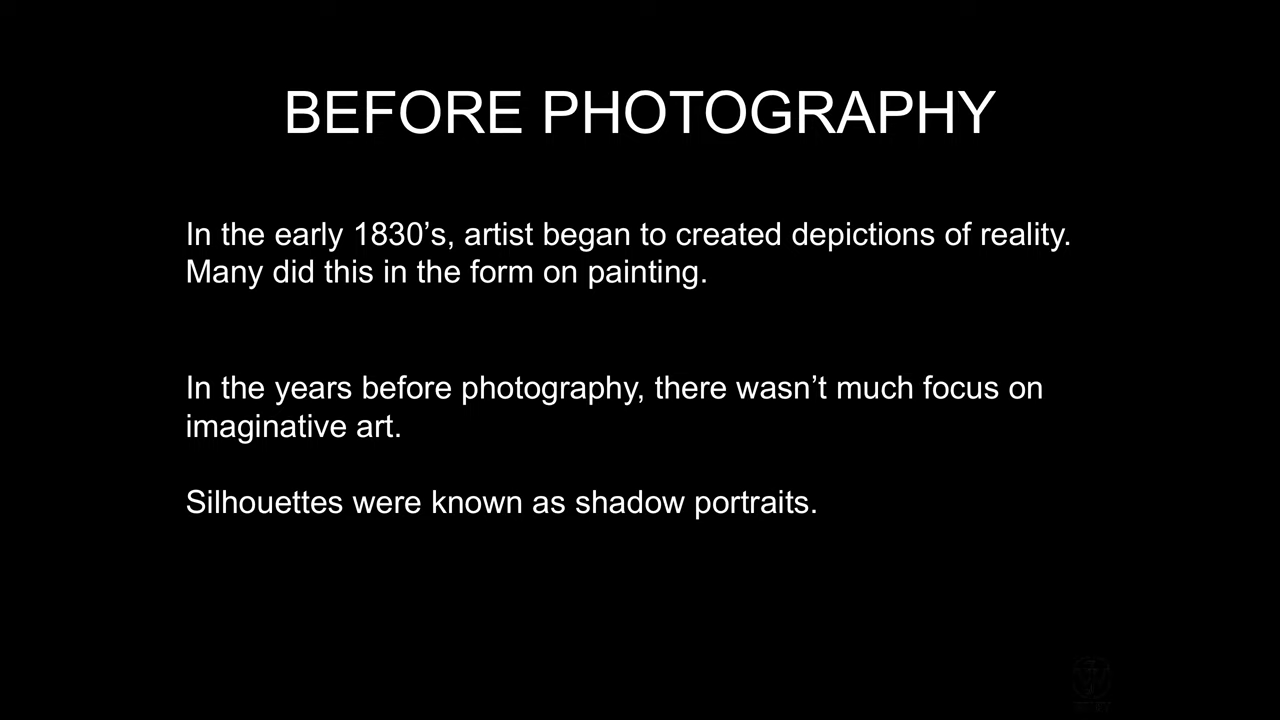 BEFORE PHOTOGRAPHY
In the early 1830’s, artist began to created depictions of reality.
Many did this in the form on painting.
In the years before photography, there wasn’t much focus on
imaginative art.
Silhouettes were known as shadow portraits.